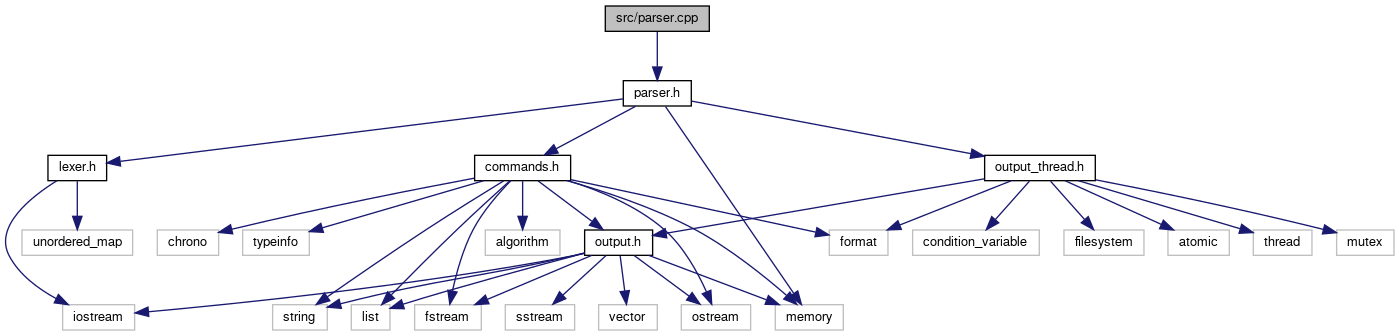 src/parser.cpp
parser.h
lexer.h
commands.h
output_thread.h
unordered_map
chrono
typeinfo
algorithm
output.h
format
condition_variable
filesystem
atomic
thread
mutex
iostream
string
list
fstream
sstream
vector
ostream
memory